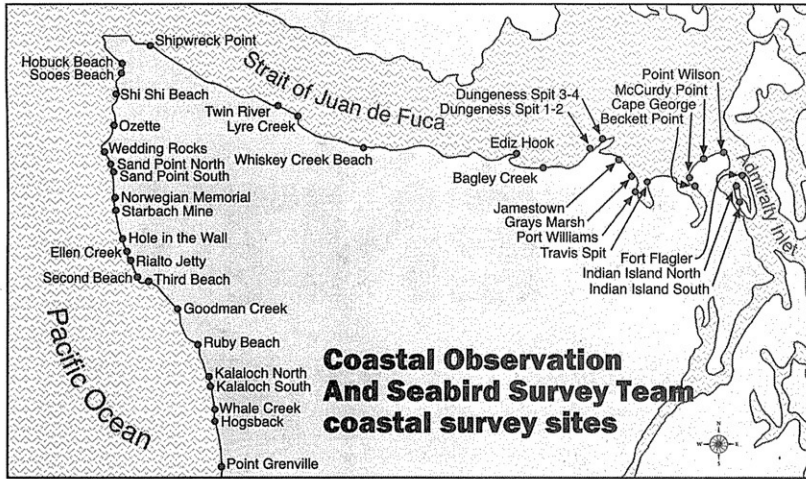 Shipwreck Point
Hobuck Beach
Sooes Beach
Shi Shi Beach
Ozette
Wedding Rocks
Sand Point North
Sand Point South
Norwegian Memorial
Starbach Mine
Hole in the Wall
Ellen Creek
Rialto Jetty
Second Beach
Third Beach
Goodman Creek
Ruby Beach
Kalaloch North
Kalaloch South
Whale Creek
Hogsback
Point Grenville
Pacific Ocean
Strait of Juan de Fuca
Twin River
Lyre Creek
Whiskey Creek Beach
Ediz Hook
Bagley Creek
Dungeness Spit 3-4
Dungeness Spit 1-2
Point Wilson
McCurdy Point
Cape George
Beckett Point
Jamestown
Grays Marsh
Port Williams
Travis Spit
Fort Flagler
Indian Island North
Indian Island South
Admiralty Inlet
Coastal Observation
And Seabird Survey Team
coastal survey sites
N
W
E
S